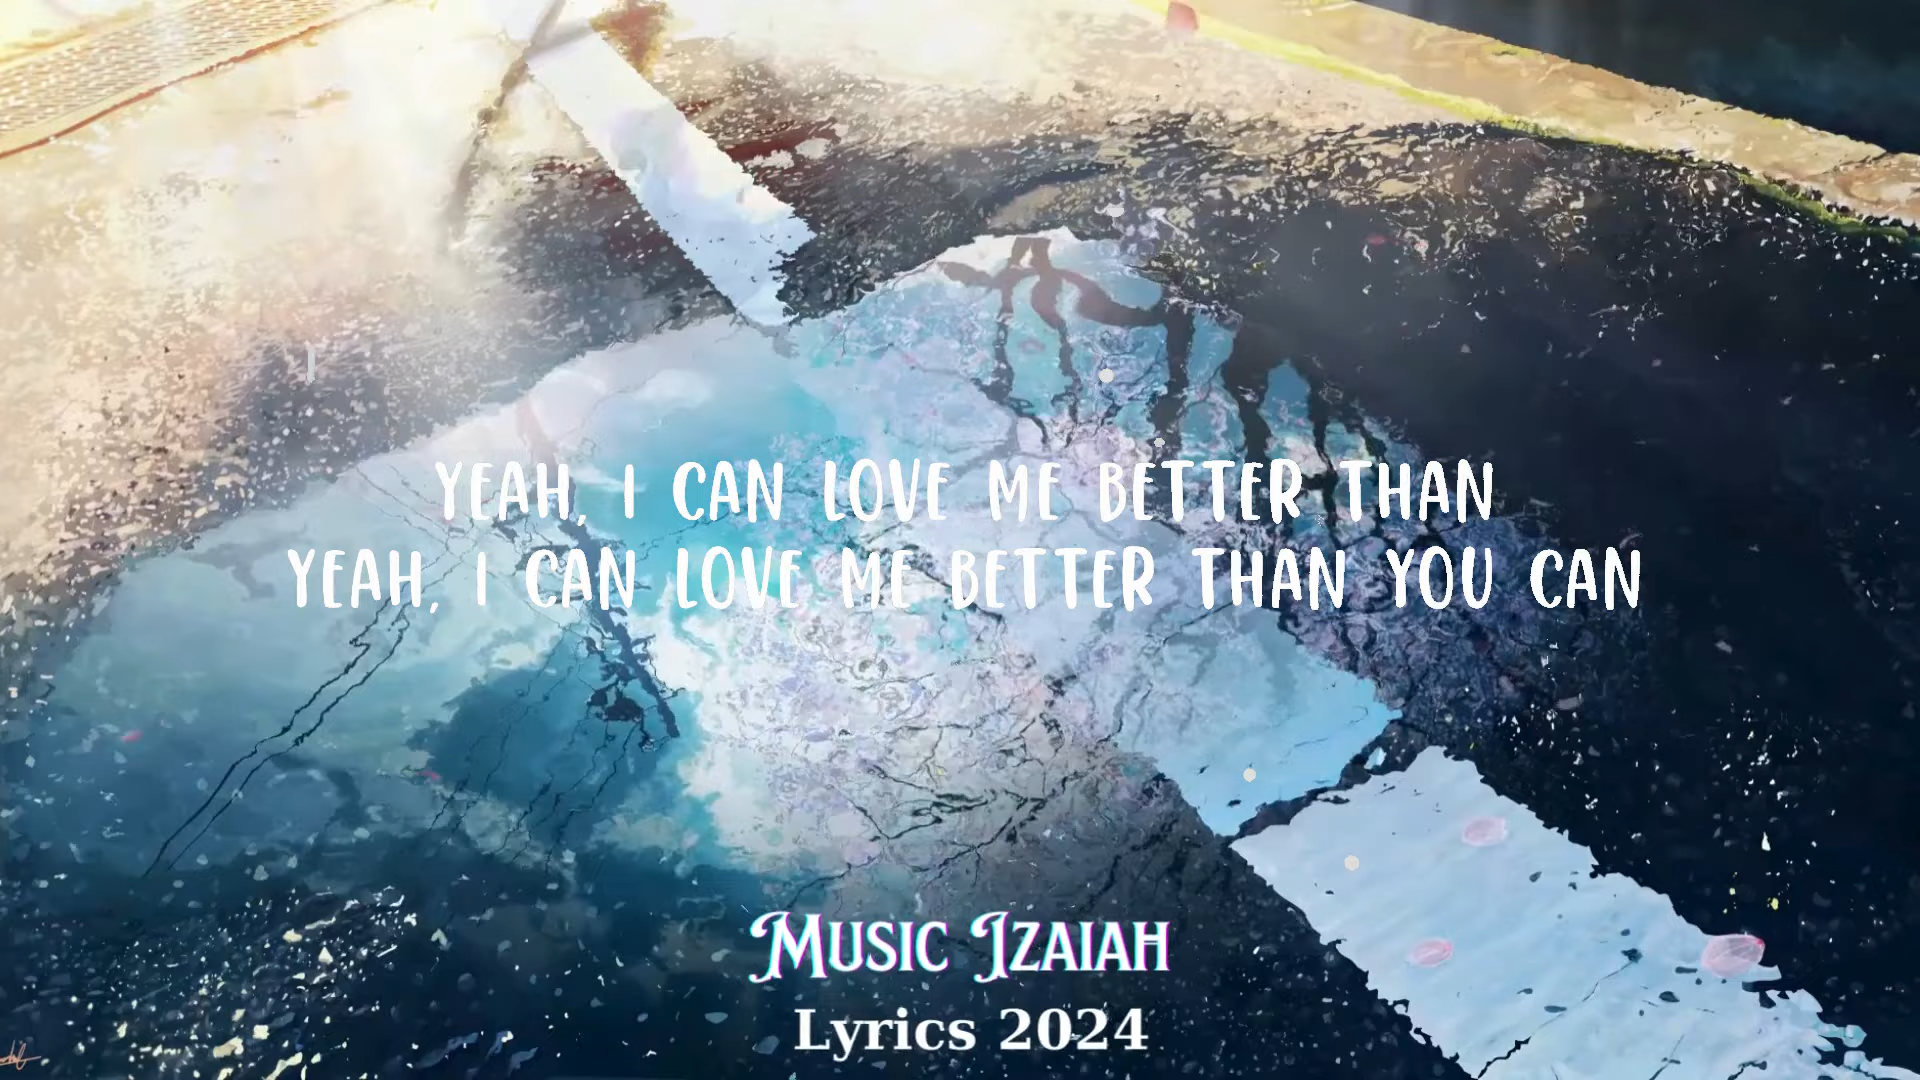 YEAH, I CAN LOVE ME BETTER THAN
YEAH, I CAN LOVE ME BETTER THAN YOU CAN
MUSIC IZAIAH
Lyrics 2024